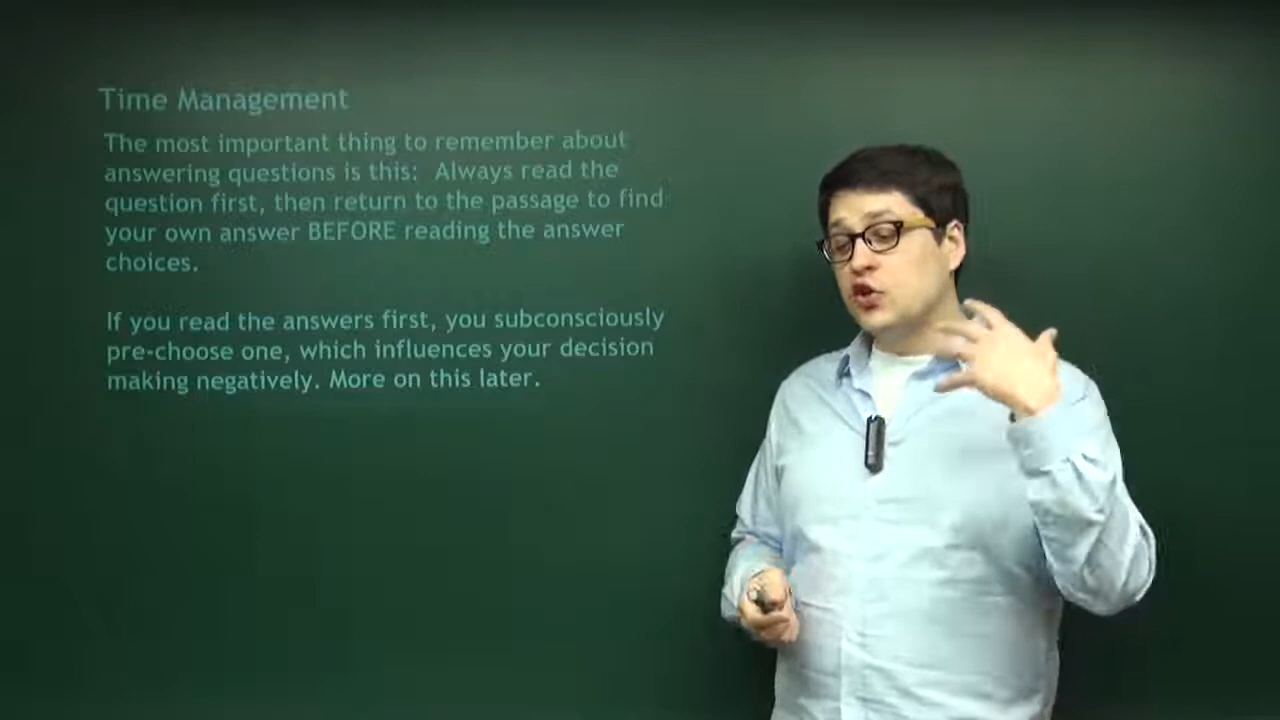 Time Management
The most important thing to remember about
answering questions is this: Always read the
question first, then return to the passage to find
your own answer BEFORE reading the answer
choices.
If you read the answers first, you subconsciously
pre-choose one, which influences your decision
making negatively. More on this later.